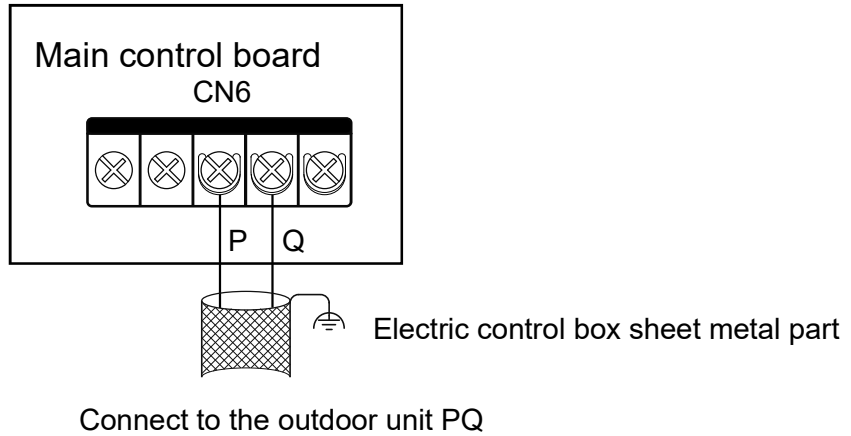 Main control board
CN6
P Q
Electric control box sheet metal part
Connect to the outdoor unit PQ